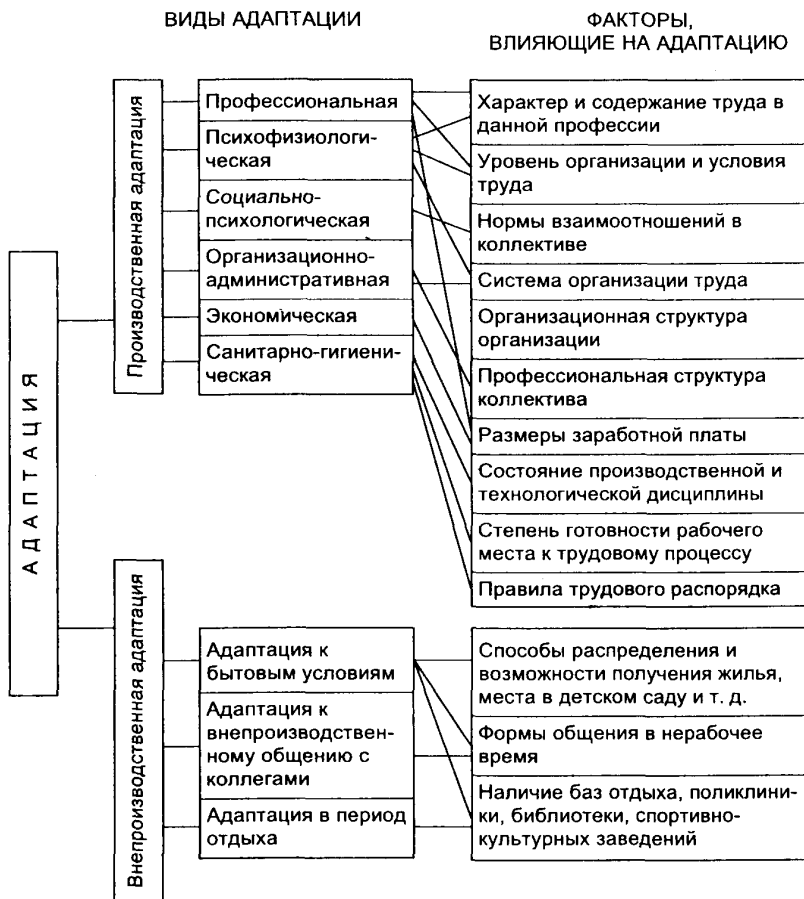 ВИДЫ АДАПТАЦИИ
ФАКТОРЫ,
ВЛИЯЮЩИЕ НА АДАПТАЦИЮ
АДАПТАЦИЯ
Производственная адаптация
Профессиональная
Психофизиологи-
ческая
Социально-
психологическая
Организационно-
административная
Экономическая
Санитарно-гигиени-
ческая
Характер и содержание труда в
данной профессии
Уровень организации и условия
труда
Нормы взаимоотношений в
коллективе
Система организации труда
Организационная структура
организации
Профессиональная структура
коллектива
Размеры заработной платы
Состояние производственной и
технологической дисциплины
Степень готовности рабочего
места к трудовому процессу
Правила трудового распорядка
Внепроизводственная адаптация
Адаптация к
бытовым условиям
Адаптация к
внепроизводствен-
ному общению с
коллегами
Адаптация в период
отдыха
Способы распределения и
возможности получения жилья,
места в детском саду и т. д.
Формы общения в нерабочее
время
Наличие баз отдыха, поликлини-
ки, библиотеки, спортивно-
культурных заведений